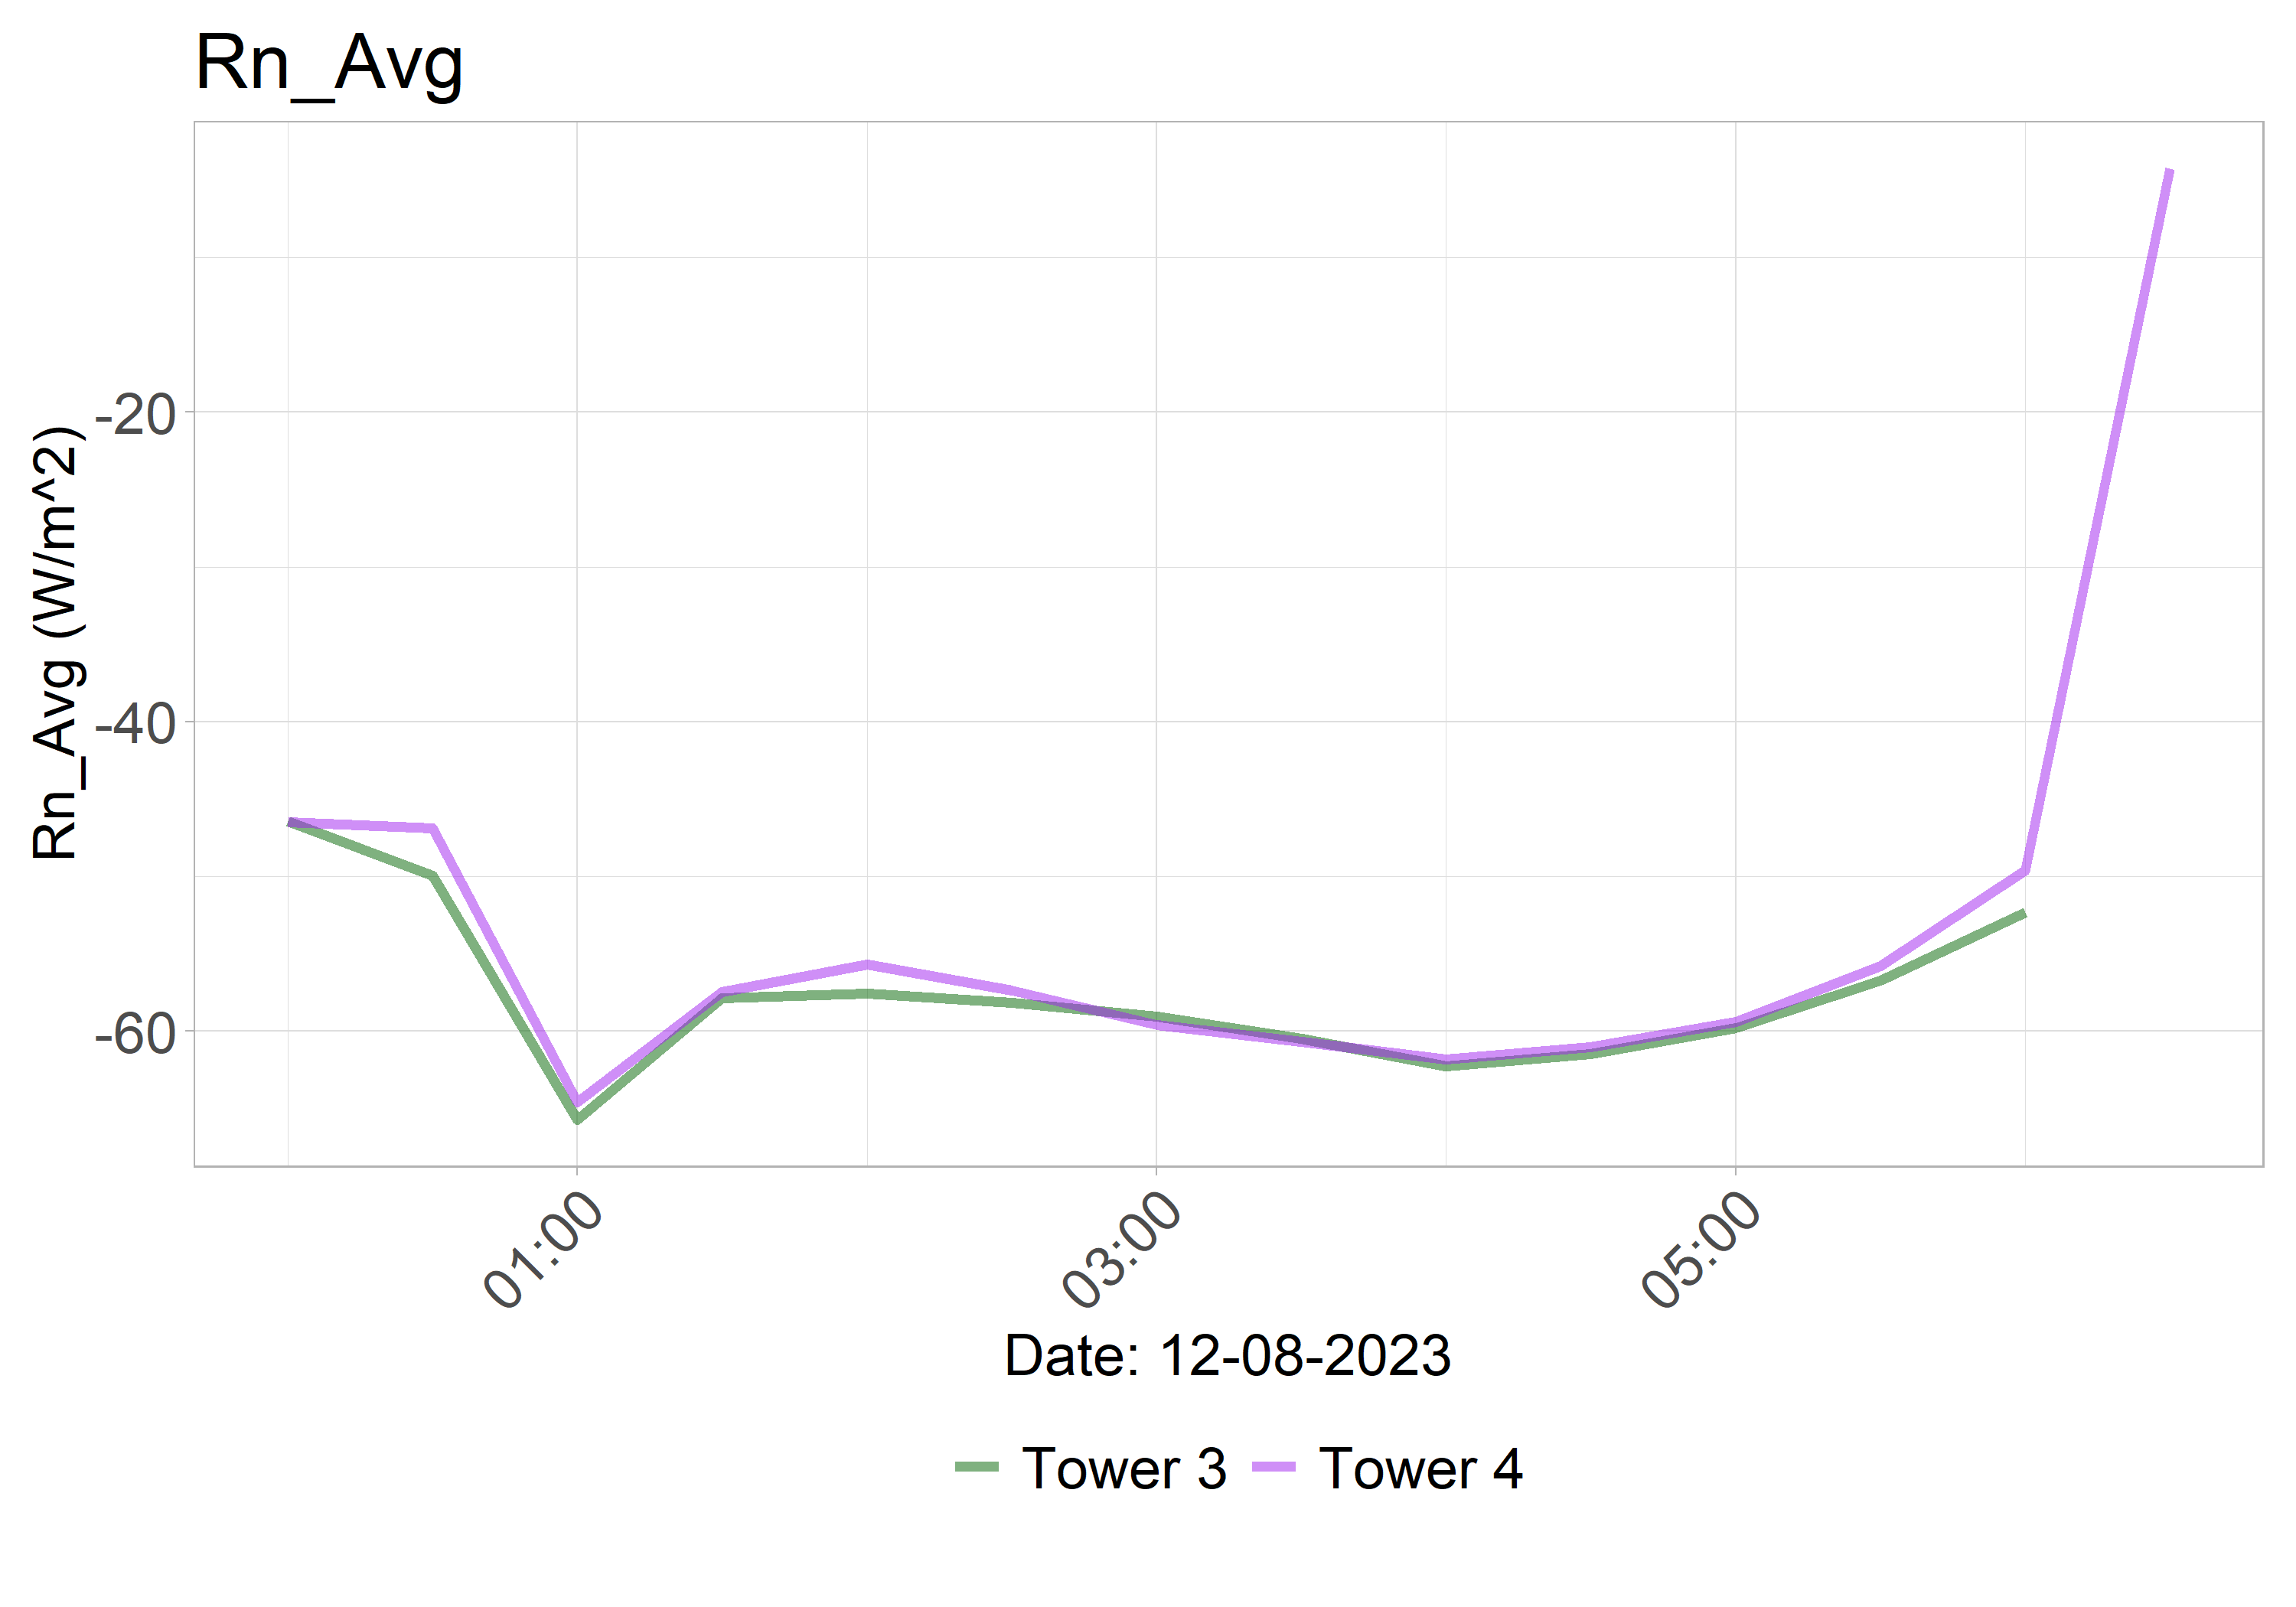 Rn_Avg
Rn_Avg (W/m^2)
-20
-40
-60
01:00
03:00
05:00
Date: 12-08-2023
Tower 3
Tower 4